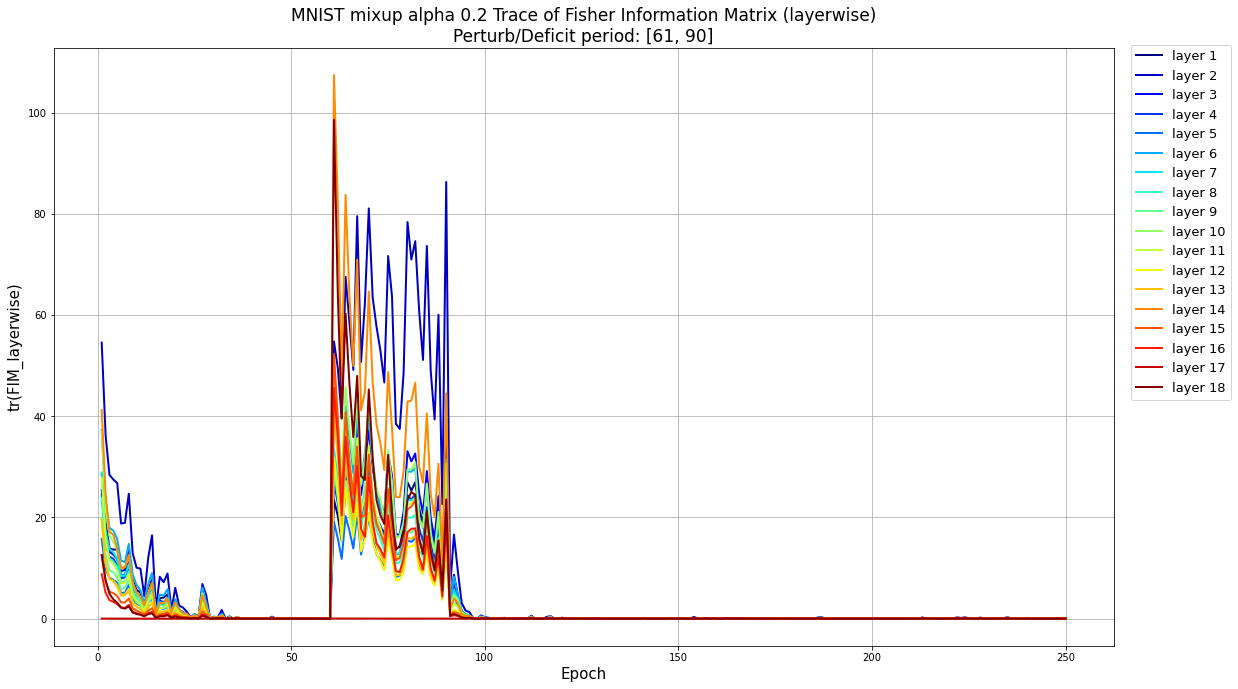 MNIST mixup alpha 0.2 Trace of Fisher Information Matrix (layerwise)
Perturb/Deficit period: [61, 90]
tr(FIM_layerwise)
100
80
60
40
20
0
0
50
100
150
200
250
Epoch
layer 1
layer 2
layer 3
layer 4
layer 5
layer 6
layer 7
layer 8
layer 9
layer 10
layer 11
layer 12
layer 13
layer 14
layer 15
layer 16
layer 17
layer 18